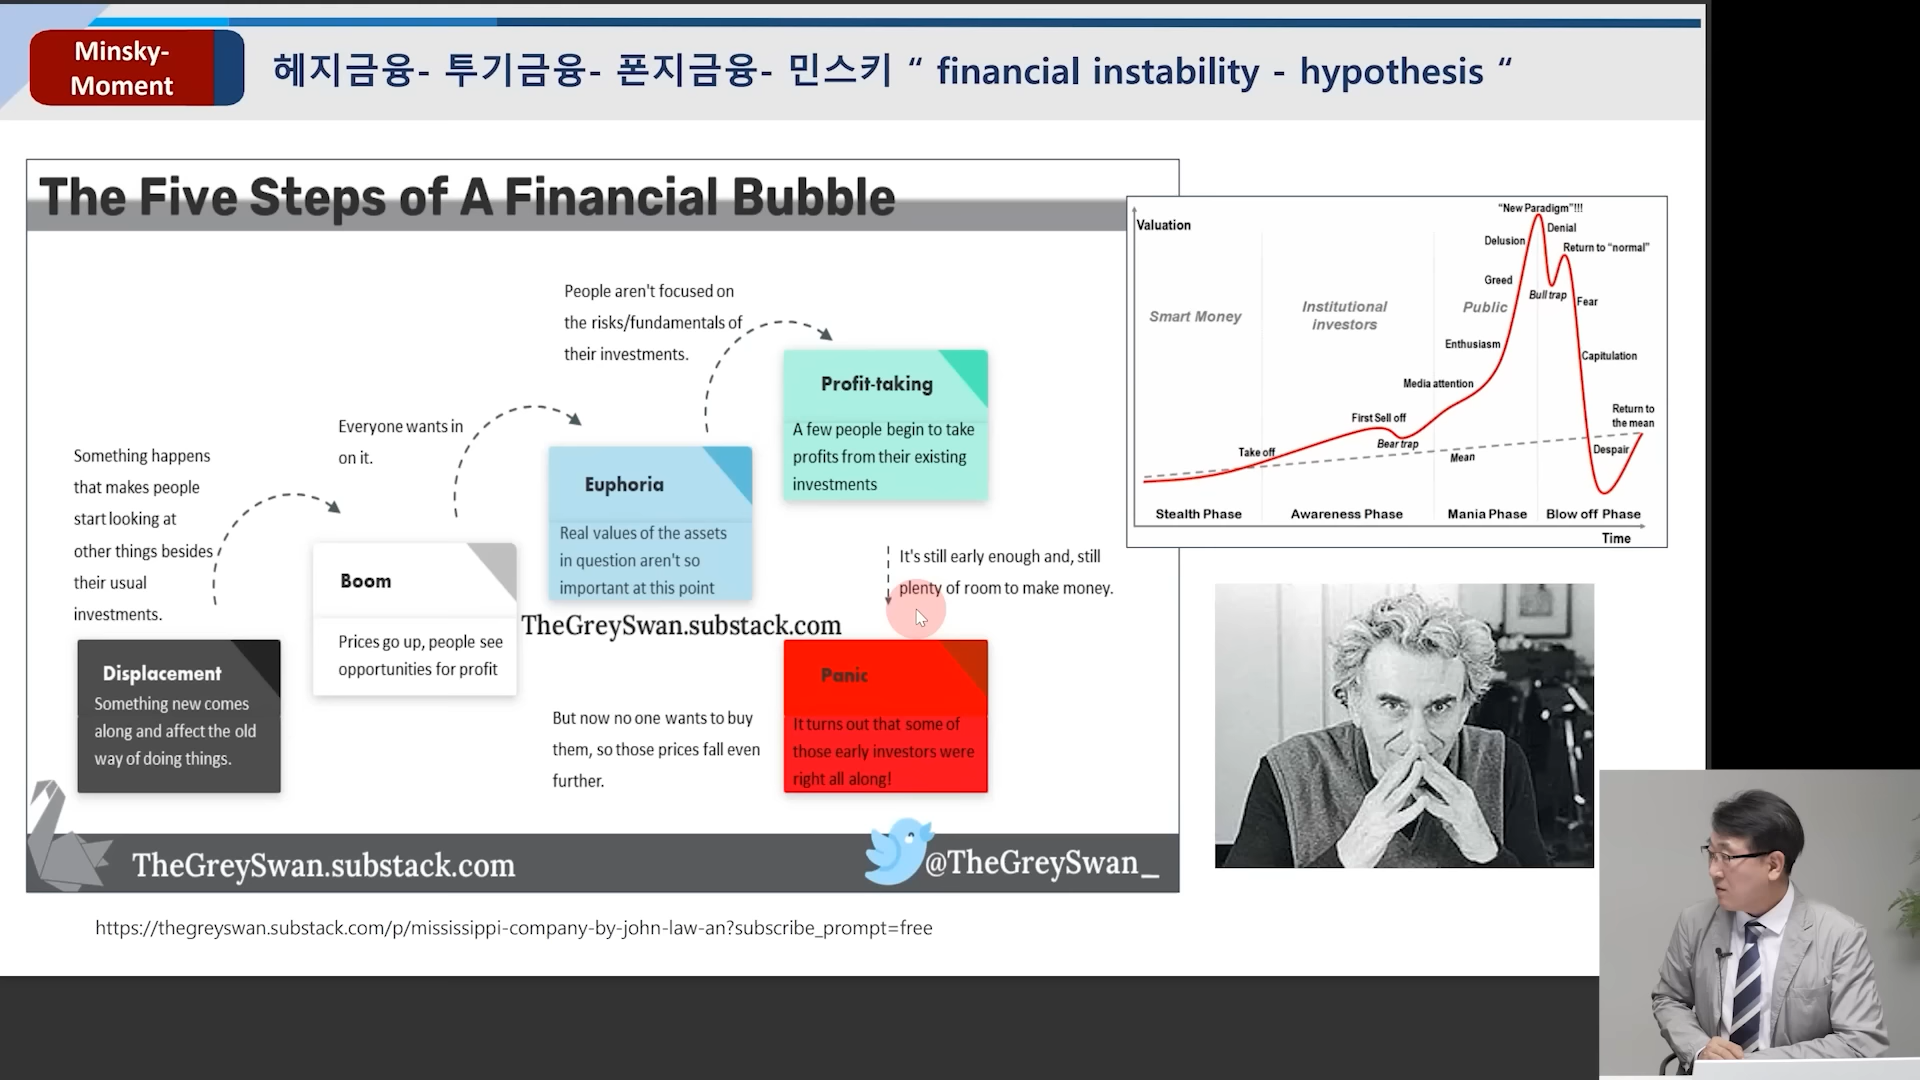 Minsky-
Moment
헤지금융- 투기금융- 폰지금융- 민스키 “ financial instability - hypothesis “
The Five Steps of A Financial Bubble
People aren't focused on
the risks/fundamentals of
their investments.
Profit-taking
A few people begin to take
profits from their existing
investments
Everyone wants in
on it.
Euphoria
Real values of the assets
in question aren't so
important at this point
Something happens
that makes people
start looking at
other things besides
their usual
investments.
Boom
Prices go up, people see
opportunities for profit
It's still early enough and, still
plenty of room to make money.
TheGreySwan.substack.com
Displacement
Something new comes
along and affect the old
way of doing things.
But now no one wants to buy
them, so those prices fall even
further.
Panic
It turns out that some of
those early investors were
right all along!
TheGreySwan.substack.com
@TheGreySwan_
https://thegreyswan.substack.com/p/mississippi-company-by-john-law-an?subscribe_prompt=free
Valuation
“New Paradigm”!!!
Denial
Delusion
Return to “normal”
Greed
Bull trap
Fear
Smart Money
Institutional
investors
Public
Enthusiasm
Capitulation
Media attention
First Sell off
Return to
the mean
Bear trap
Take off
Mean
Despair
Stealth Phase
Awareness Phase
Mania Phase
Blow off Phase
Time